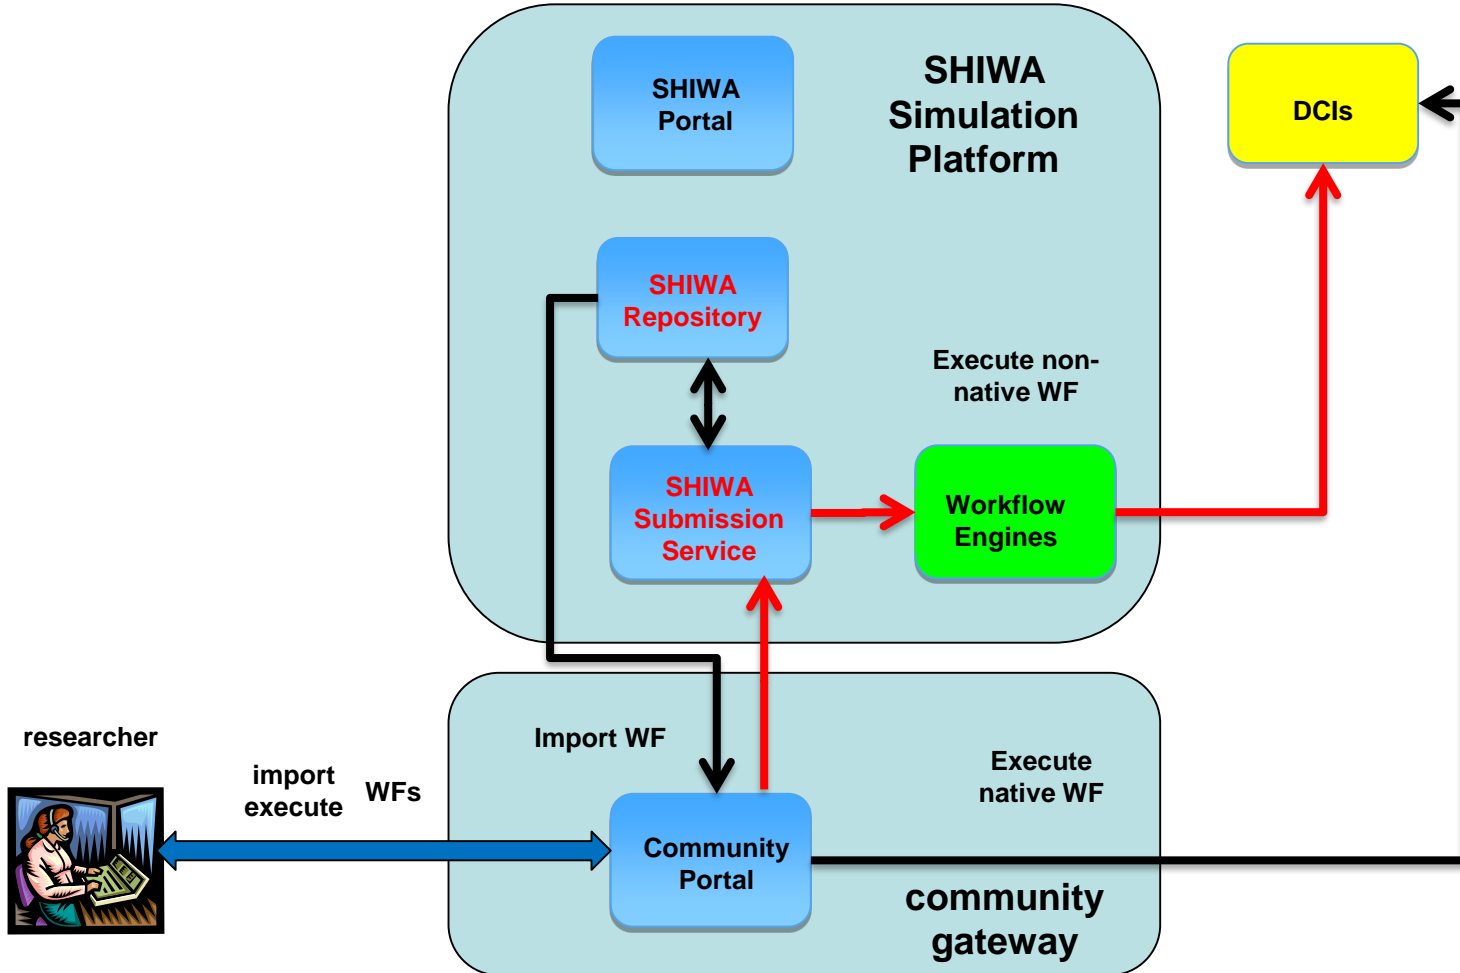 SHIWA
Portal
SHIWA
Simulation
Platform
DCIs
SHIWA
Repository
Execute non-
native WF
SHIWA
Submission
Service
Workflow
Engines
researcher
import
execute
WFs
Import WF
Execute
native WF
Community
Portal
community
gateway